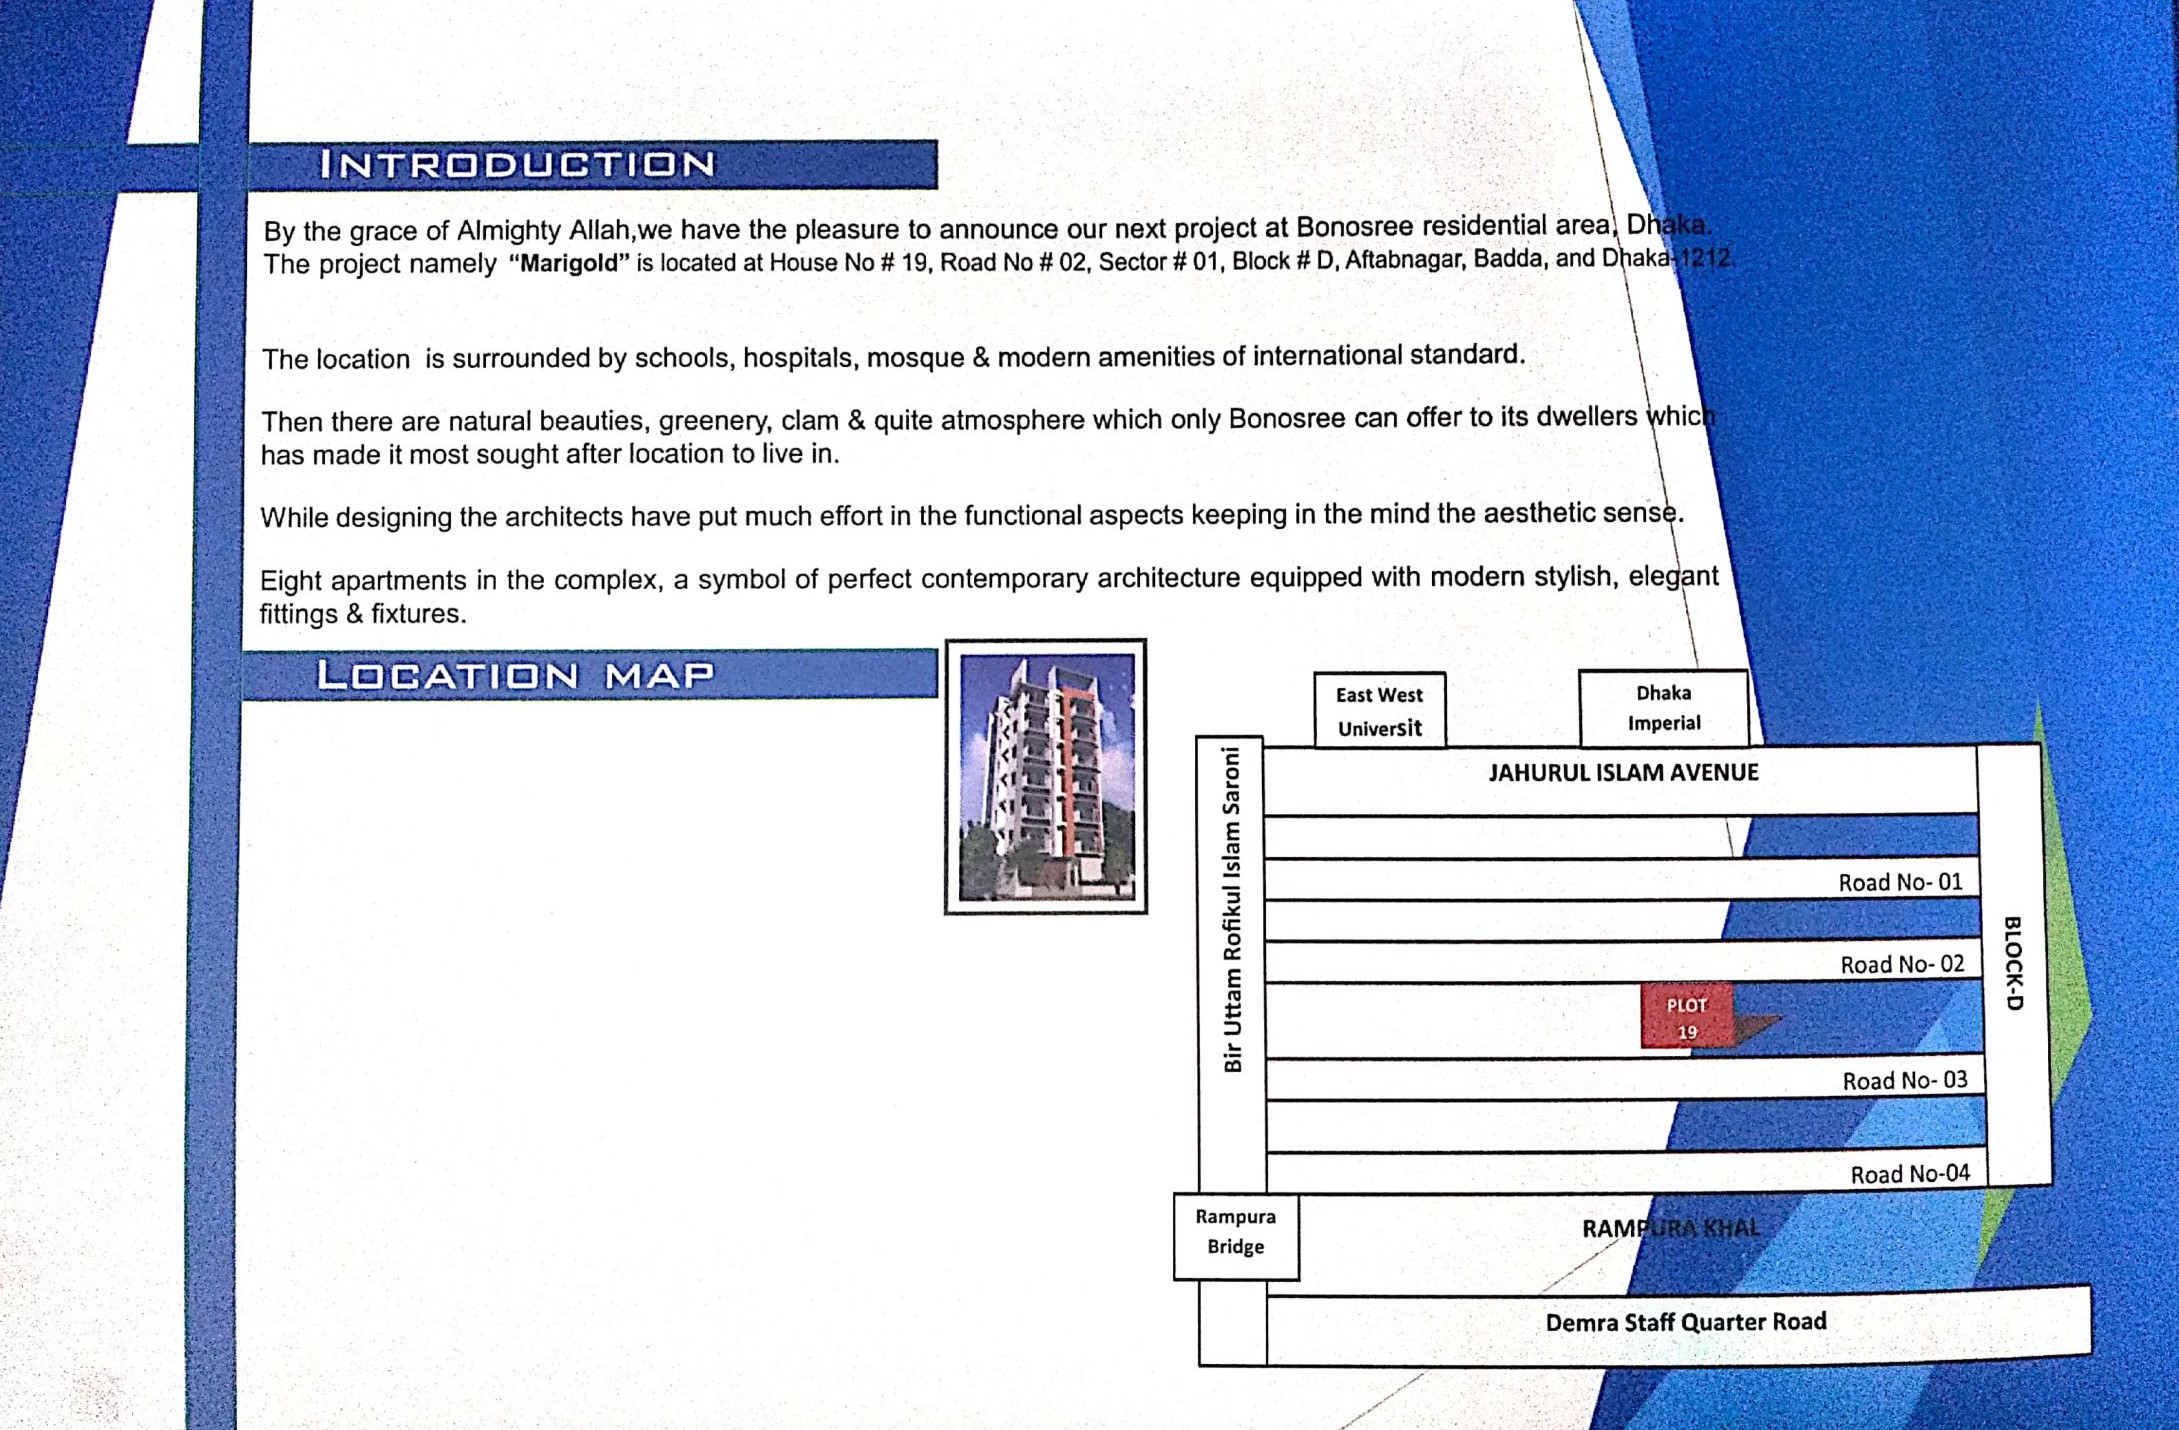 INTRODUCTION
By the grace of Almighty Allah,we have the pleasure to announce our next project at Bonosree residential area, Dhaka.
The project namely “Marigold” is located at House No # 19, Road No # 02, Sector # 01, Block # D, Aftabnagar, Badda, and Dhaka-1212.
The location is surrounded by schools, hospitals, mosque & modern amenities of international standard.
Then there are natural beauties, greenery, clam & quite atmosphere which only Bonosree can offer to its dwellers which
has made it most sought after location to live in.
While designing the architects have put much effort in the functional aspects keeping in the mind the aesthetic sense.
Eight apartments in the complex, a symbol of perfect contemporary architecture equipped with modern stylish, elegant
fittings & fixtures.
LOCATION MAP
East West
Universit
Dhaka
Imperial
Bir Uttam Rofikul Islam Saroni
JAHURUL ISLAM AVENUE
Road No- 01
Road No- 02
BLOCK-D
PLOT
19
Road No- 03
Road No-04
Rampura
Bridge
RAMPURA KHAL
Demra Staff Quarter Road